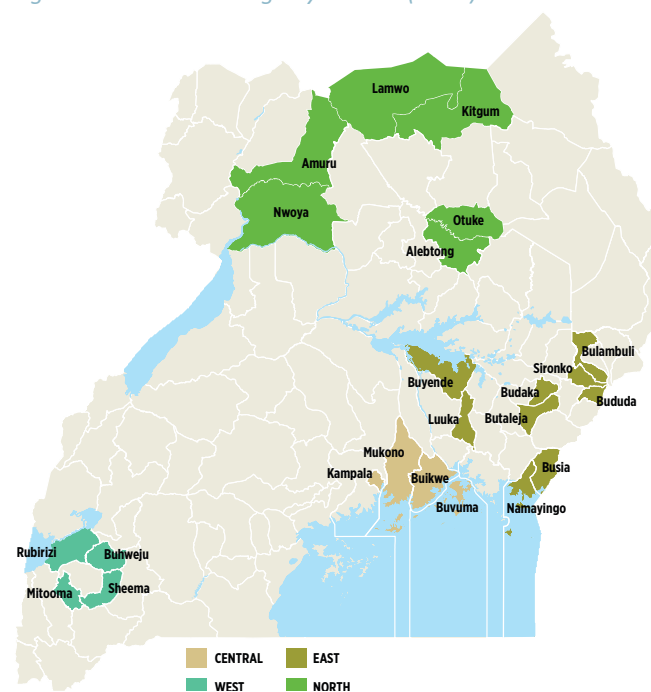 Lamwo
Kitgum
Amuru
Nwoya
Otuke
Alebtong
Bulambuli
Sironko
Buyende
Budaka
Bududa
Luuka
Butaleja
Mukono
Busia
Kampala
Buikwe
Buvuma
Namayingo
Rubirizi
Buhweju
Mitooma
Sheema
CENTRAL
EAST
WEST
NORTH